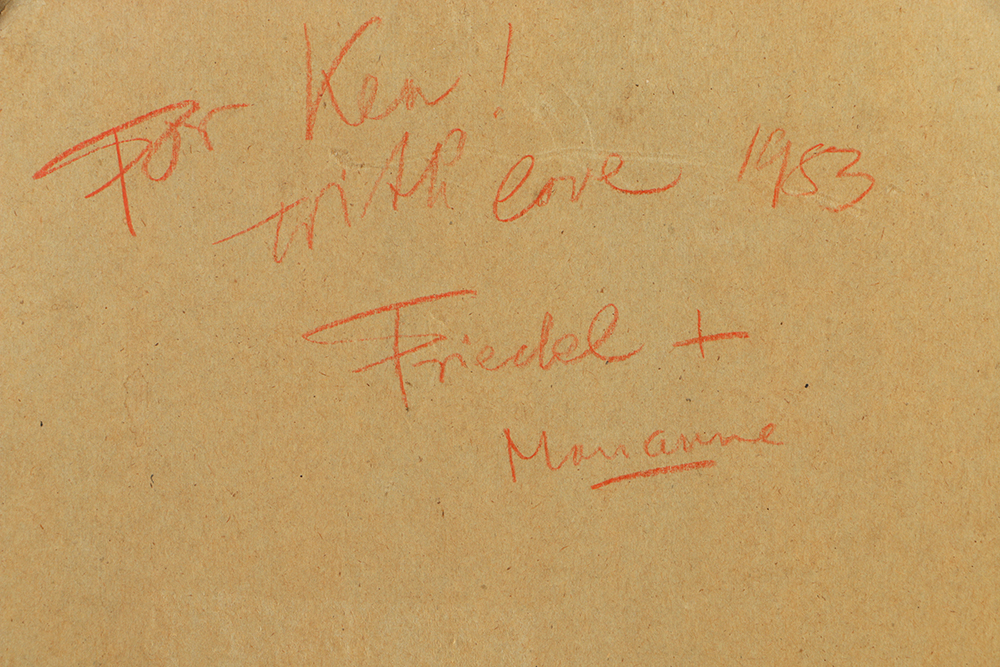 For Ken!
with love 1953
Friedel +
Marianne